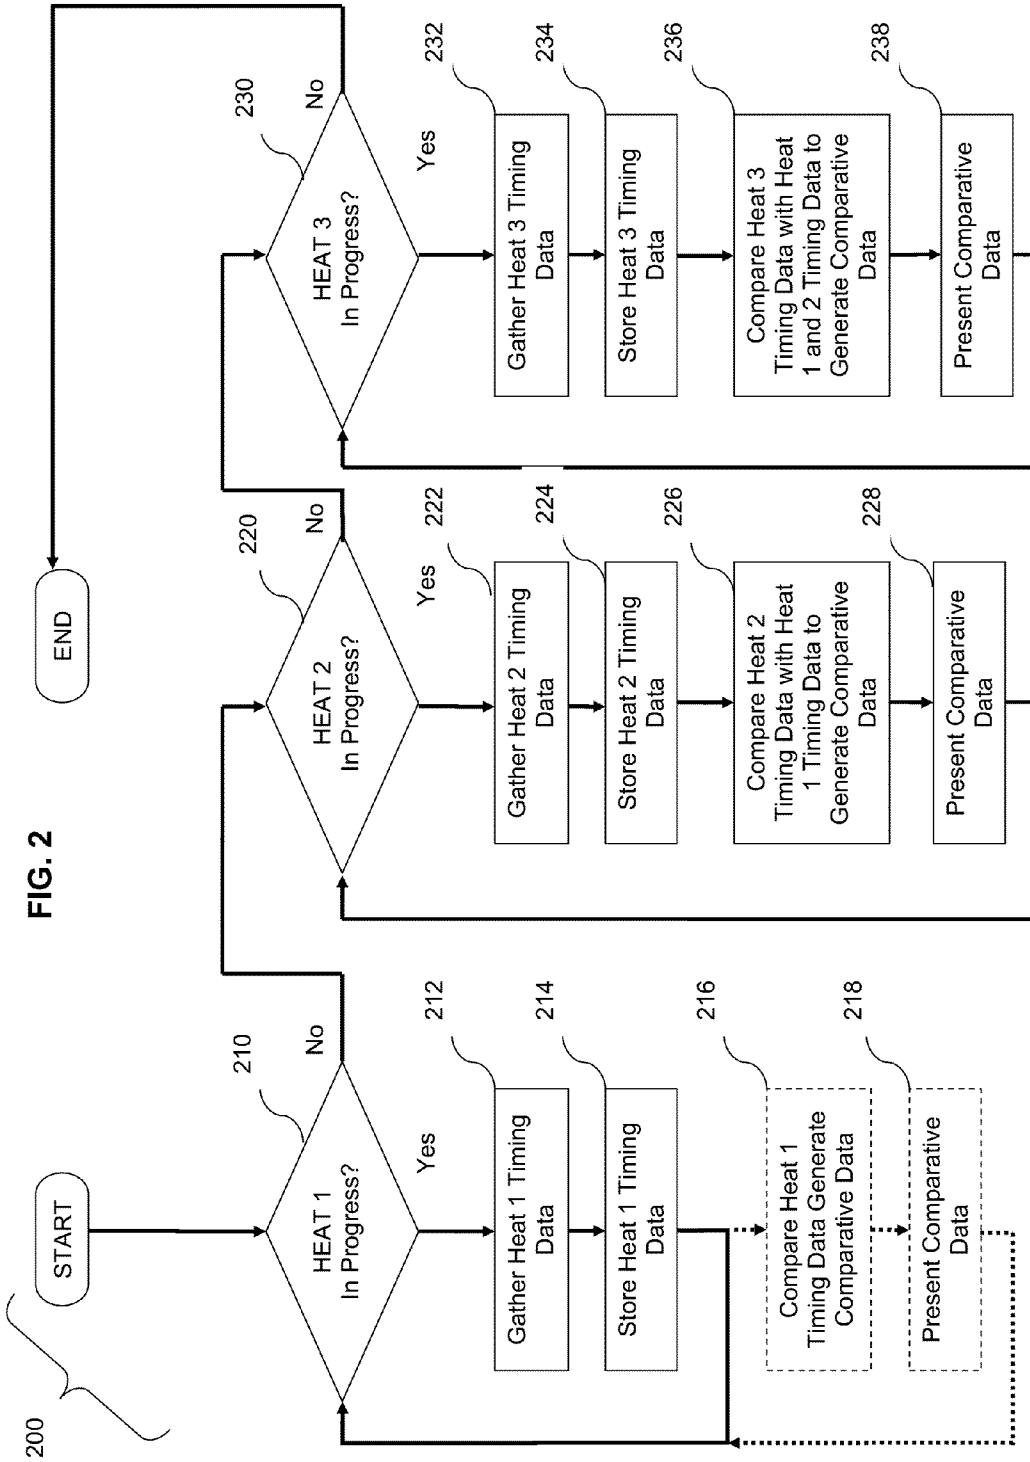 FIG. 2
200
START
END
210
HEAT 1
In Progress?
No
Yes
212
Gather Heat 1 Timing
Data
214
Store Heat 1 Timing
Data
216
Compare Heat 1
Timing Data Generate
Comparative Data
218
Present Comparative
Data
220
HEAT 2
In Progress?
No
Yes
222
Gather Heat 2 Timing
Data
224
Store Heat 2 Timing
Data
226
Compare Heat 2
Timing Data with Heat
1 Timing Data to
Generate Comparative
Data
228
Present Comparative
Data
230
HEAT 3
In Progress?
No
Yes
232
Gather Heat 3 Timing
Data
234
Store Heat 3 Timing
Data
236
Compare Heat 3
Timing Data with Heat
1 and 2 Timing Data to
Generate Comparative
Data
238
Present Comparative
Data